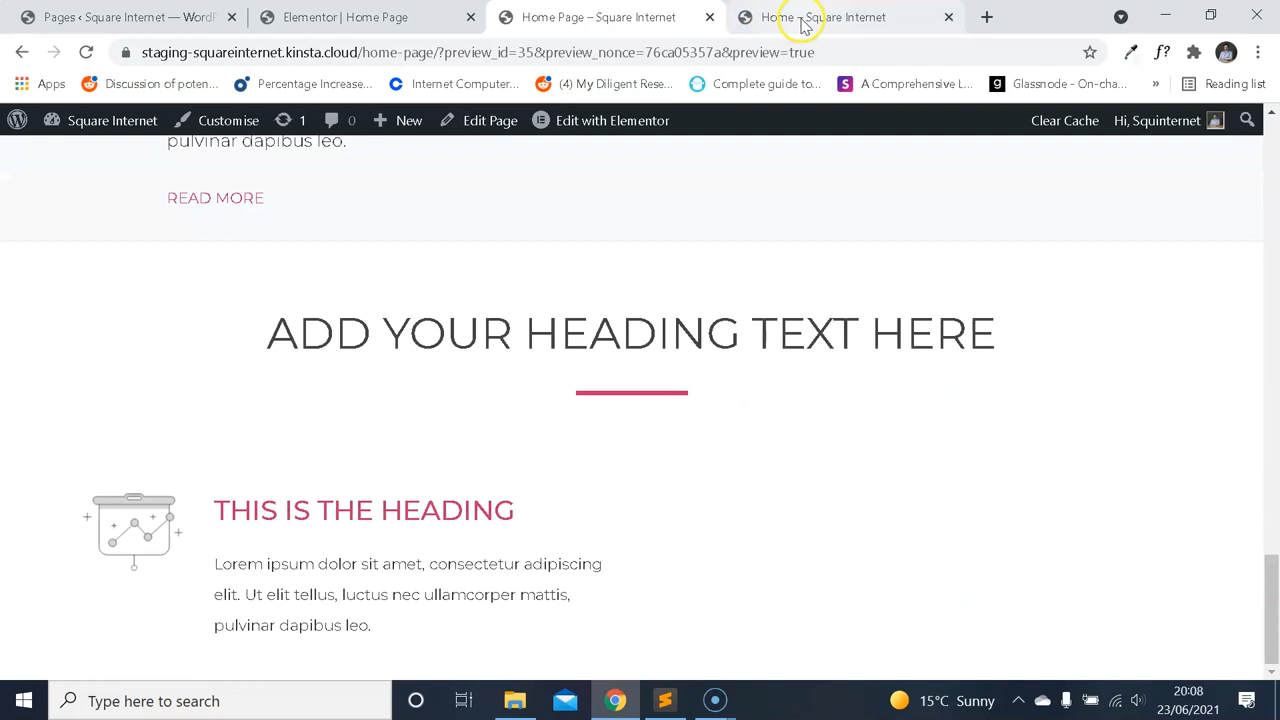 Pages ‹ Square Internet — WordP
Elementor | Home Page
Home Page – Square Internet
Home – Square Internet
staging-squareinternet.kinsta.cloud/home-page/?preview_id=35&preview_nonce=76ca05357a&preview=true
f?
Apps
Discussion of poten...
Percentage Increase...
Internet Computer...
(4) My Diligent Rese...
Complete guide to...
A Comprehensive L...
Glassnode - On-cha...
»
Reading list
Square Internet
Customise
1
0
New
Edit Page
Edit with Elementor
Clear Cache
Hi, Squinternet
pulvinar dapibus leo.
READ MORE
ADD YOUR HEADING TEXT HERE
THIS IS THE HEADING
Lorem ipsum dolor sit amet, consectetur adipiscing
elit. Ut elit tellus, luctus nec ullamcorper mattis,
pulvinar dapibus leo.
Type here to search
15°C Sunny
20:08
23/06/2021